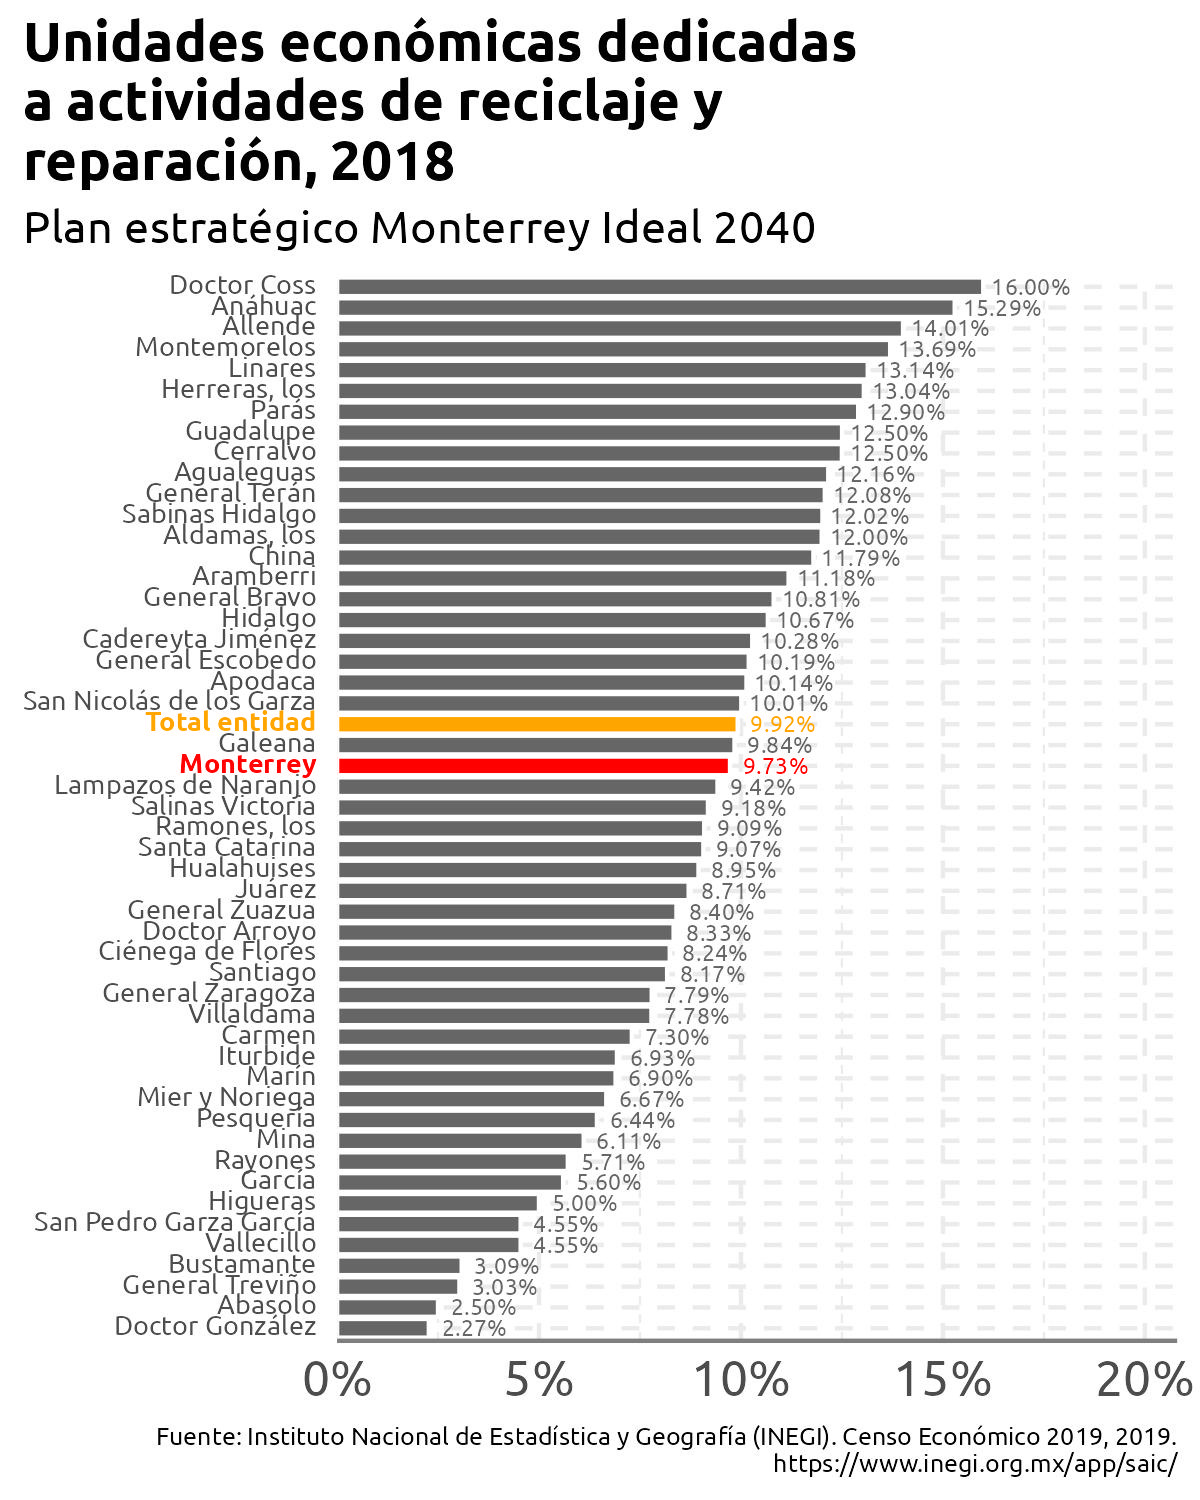 Unidades económicas dedicadas
a actividades de reciclaje y
reparación, 2018
Plan estratégico Monterrey Ideal 2040
Doctor Coss 16.00%
Anáhuac 15.29%
Allende 14.01%
Montemorelos 13.69%
Linares 13.14%
Herreras, los 13.04%
Parás 12.90%
Guadalupe 12.50%
Cerralvo 12.50%
Agualeguas 12.16%
General Terán 12.08%
Sabinas Hidalgo 12.02%
Aldamas, los 12.00%
China 11.79%
Aramberri 11.18%
General Bravo 10.81%
Hidalgo 10.67%
Cadereyta Jiménez 10.28%
General Escobedo 10.19%
Apodaca 10.14%
San Nicolás de los Garza 10.01%
Total entidad 9.92%
Galeana 9.84%
Monterrey 9.73%
Lampazos de Naranjo 9.42%
Salinas Victoria 9.18%
Ramones, los 9.09%
Santa Catarina 9.07%
Hualahuises 8.95%
Juárez 8.71%
General Zuazua 8.40%
Doctor Arroyo 8.33%
Ciénega de Flores 8.24%
Santiago 8.17%
General Zaragoza 7.79%
Villaldama 7.78%
Carmen 7.30%
Iturbide 6.93%
Marín 6.90%
Mier y Noriega 6.67%
Pesquería 6.44%
Mina 6.11%
Rayones 5.71%
García 5.60%
Higueras 5.00%
San Pedro Garza García 4.55%
Vallecillo 4.55%
Bustamante 3.09%
General Treviño 3.03%
Abasolo 2.50%
Doctor González 2.27%
0% 5% 10% 15% 20%
Fuente: Instituto Nacional de Estadística y Geografía (INEGI). Censo Económico 2019, 2019.
https://www.inegi.org.mx/app/saic/